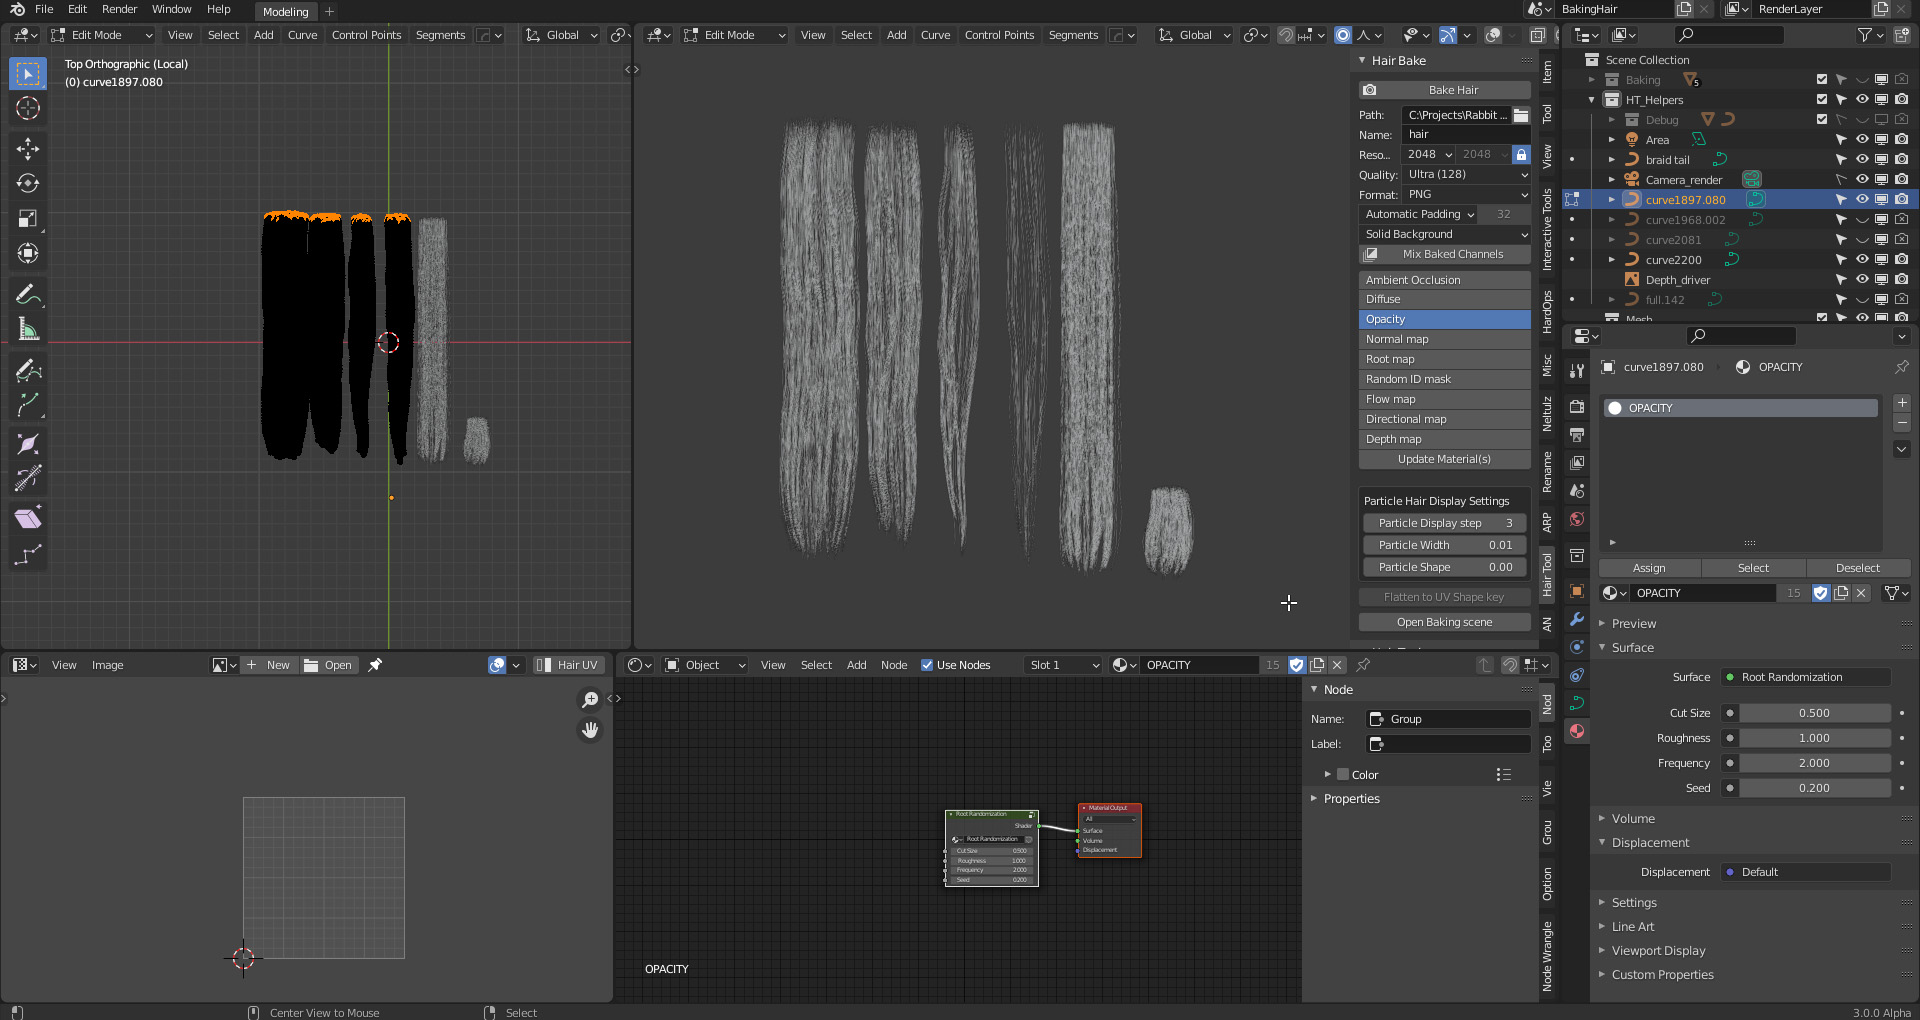 File Edit Render Window Help Modeling + BakingHair RenderLayer
Edit Mode View Select Add Curve Control Points Segments Global
Edit Mode View Select Add Curve Control Points Segments Global
Top Orthographic (Local)
(0) curve1897.080
Hair Bake
Bake Hair
Path: C:\Projects\Rabbit ...
Name: hair
Reso... 2048 2048
Quality: Ultra (128)
Format: PNG
Automatic Padding 32
Solid Background
Mix Baked Channels
Ambient Occlusion
Diffuse
Opacity
Normal map
Root map
Random ID mask
Flow map
Directional map
Depth map
Update Material(s)
Particle Hair Display Settings
Particle Display step 3
Particle Width 0.01
Particle Shape 0.00
Flatten to UV Shape key
Open Baking scene
Item
Tool
View
Interactive Tools
HardOps
Misc
Neltulz
Rename
ARP
Hair Tool
AN
Scene Collection
Baking 5
HT_Helpers
Debug
Area
braid tail
Camera_render
curve1897.080
curve1968.002
curve2081
curve2200
Depth_driver
full.142
Mesh
curve1897.080 OPACITY
OPACITY
Assign Select Deselect
OPACITY 15
Preview
Surface
Surface Root Randomization
Cut Size 0.500
Roughness 1.000
Frequency 2.000
Seed 0.200
Volume
Displacement
Displacement Default
Settings
Line Art
Viewport Display
Custom Properties
View Image New Open Hair UV
Object View Select Add Node Use Nodes Slot 1 OPACITY 15
Root Randomization
Shader
Root Randomization
Cut Size 0.500
Roughness 1.000
Frequency 2.000
Seed 0.200
Material Output
All
Surface
Volume
Displacement
OPACITY
Node
Name: Group
Label:
Color
Properties
Nod
Too
Vie
Grou
Option
Node Wrangle
Center View to Mouse Select 3.0.0 Alpha